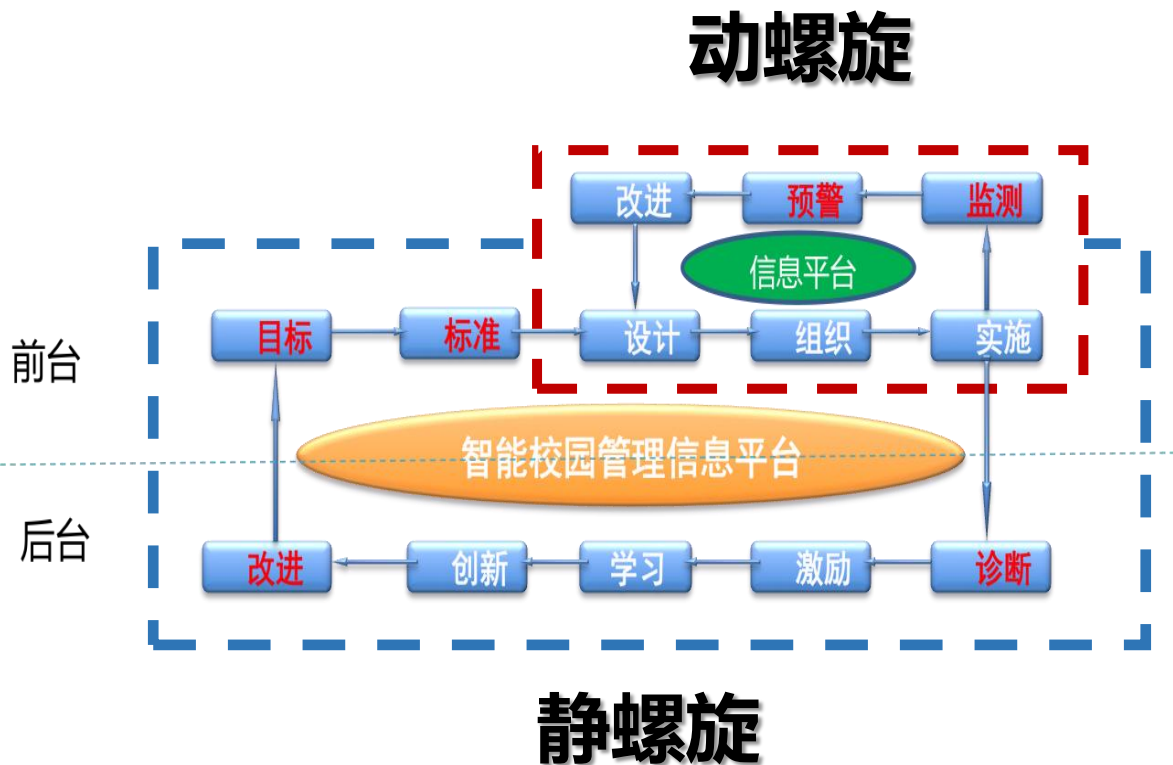 动螺旋
改进
预警
监测
信息平台
前台
目标
标准
设计
组织
实施
智能校园管理信息平台
后台
改进
创新
学习
激励
诊断
静螺旋